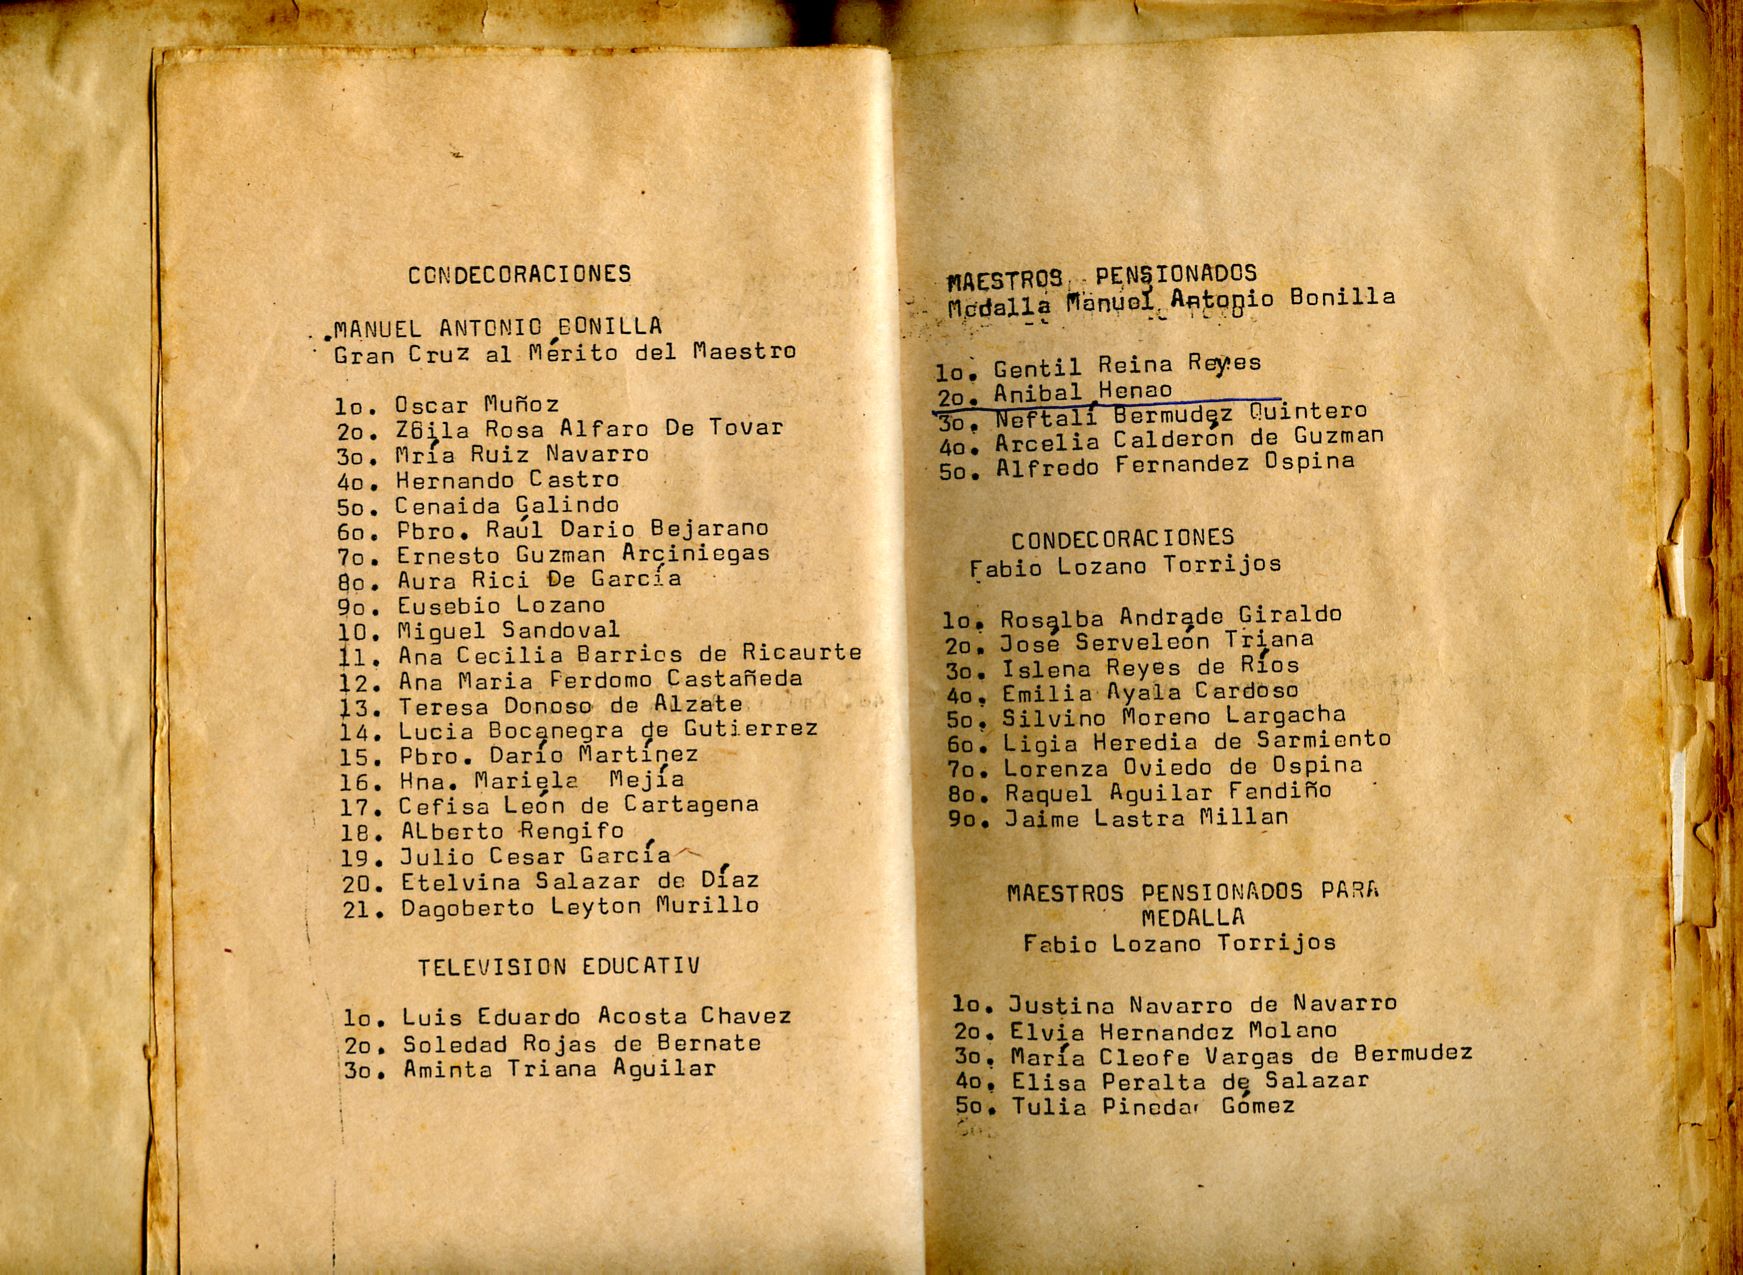 CONDECORACIONES
MANUEL ANTONIO BONILLA
Gran Cruz al Mérito del Maestro
1o. Oscar Muñoz
2o. Zoila Rosa Alfaro De Tovar
3o. Mría Ruiz Navarro
4o. Hernando Castro
5o. Cenaida Galindo
6o. Pbro. Raúl Dario Bejarano
7o. Ernesto Guzman Arciniegas
8o. Aura Rici De García
9o. Eusebio Lozano
10. Miguel Sandoval
11. Ana Cecilia Barrios de Ricaurte
12. Ana Maria Perdomo Castañeda
13. Teresa Donoso de Alzate
14. Lucia Bocanegra de Gutierrez
15. Pbro. Darío Martínez
16. Hna. Mariela Mejía
17. Cefisa León de Cartagena
18. ALberto Rengifo
19. Julio Cesar García
20. Etelvina Salazar de Díaz
21. Dagoberto Leyton Murillo
TELEVISION EDUCATIV
1o. Luis Eduardo Acosta Chavez
2o. Soledad Rojas de Bernate
3o. Aminta Triana Aguilar
MAESTROS PENSIONADOS
Medalla Manuel Antonio Bonilla
1o. Gentil Reina Reyes
2o. Anibal Henao
3o. Neftalí Bermudez Quintero
4o. Arcelia Calderón de Guzman
5o. Alfredo Fernandez Ospina
CONDECORACIONES
Fabio Lozano Torrijos
1o. Rosalba Andrade Giraldo
2o. José Serveleón Triana
3o. Islena Reyes de Ríos
4o. Emilia Ayala Cardoso
5o. Silvino Moreno Largacha
6o. Ligia Heredia de Sarmiento
7o. Lorenza Oviedo de Ospina
8o. Raquel Aguilar Fandiño
9o. Jaime Lastra Millan
MAESTROS PENSIONADOS PARA
MEDALLA
Fabio Lozano Torrijos
1o. Justina Navarro de Navarro
2o. Elvia Hernandez Molano
3o. María Cleofe Vargas de Bermudez
4o. Elisa Peralta de Salazar
5o. Tulia Pineda Gómez